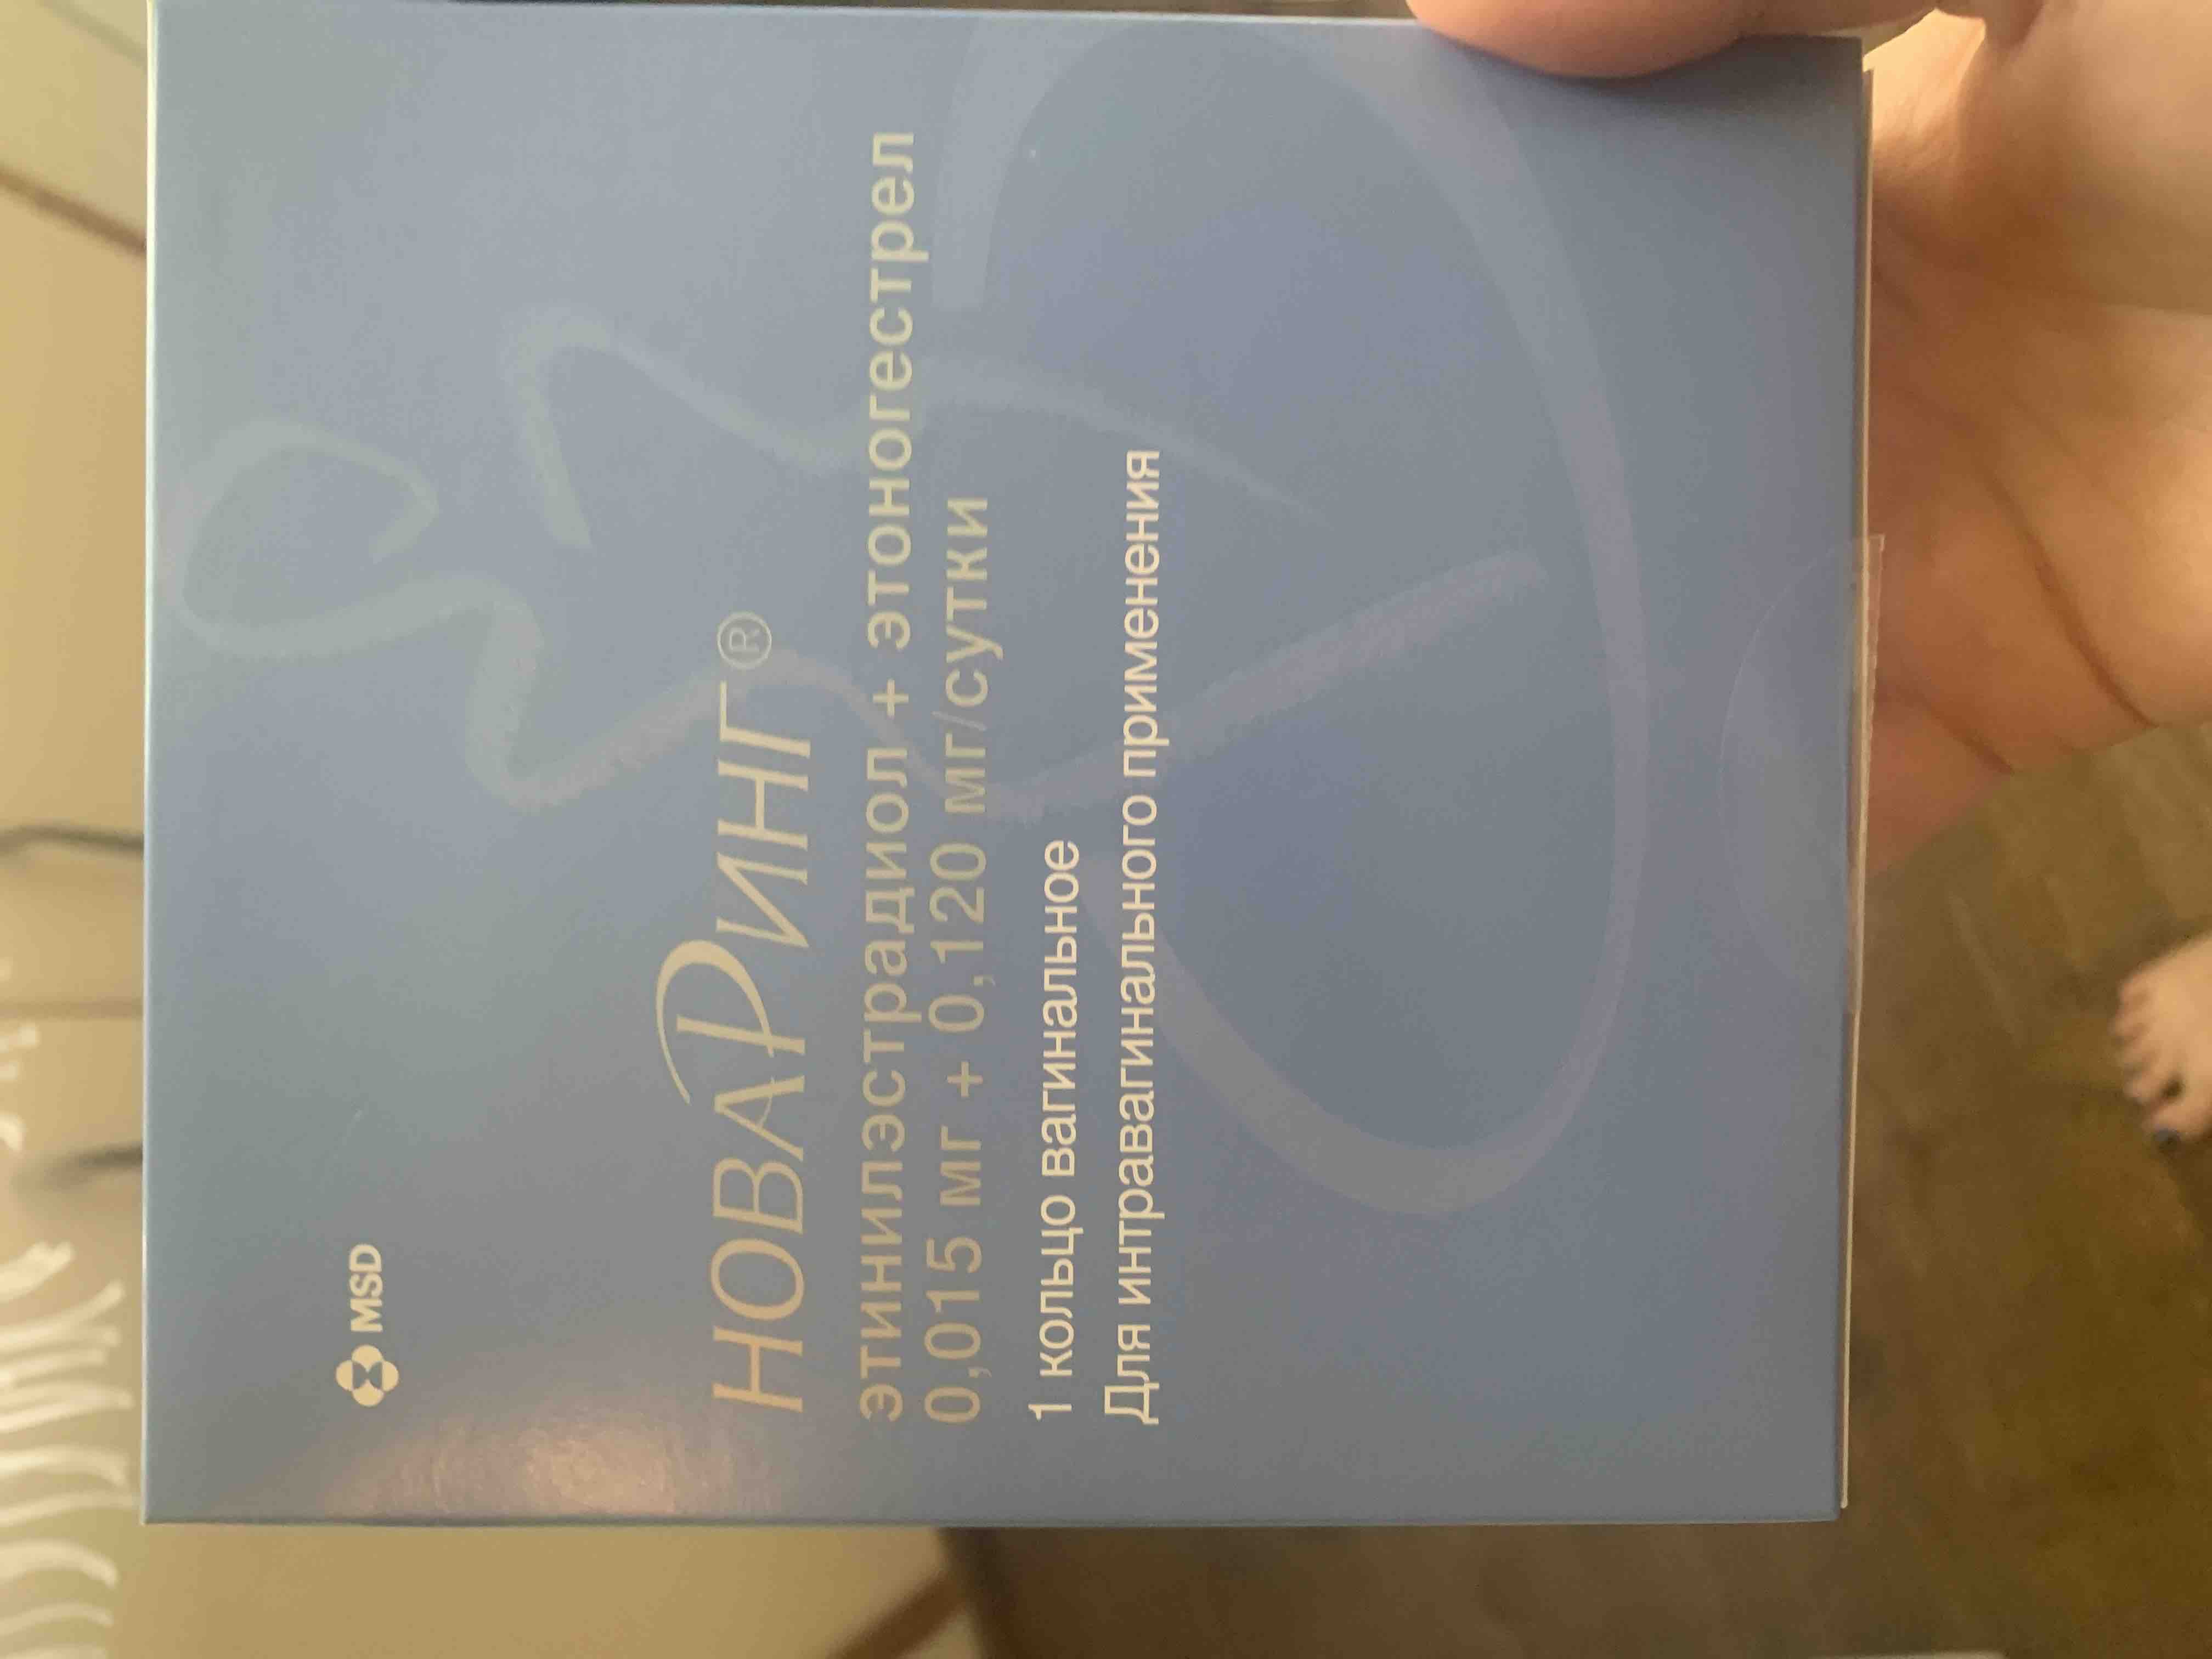 MSD
НОВАРИНГ®
этинилэстрадиол + этоногестрел
0,015 мг + 0,120 мг/сутки
1 кольцо вагинальное
Для интравагинального применения